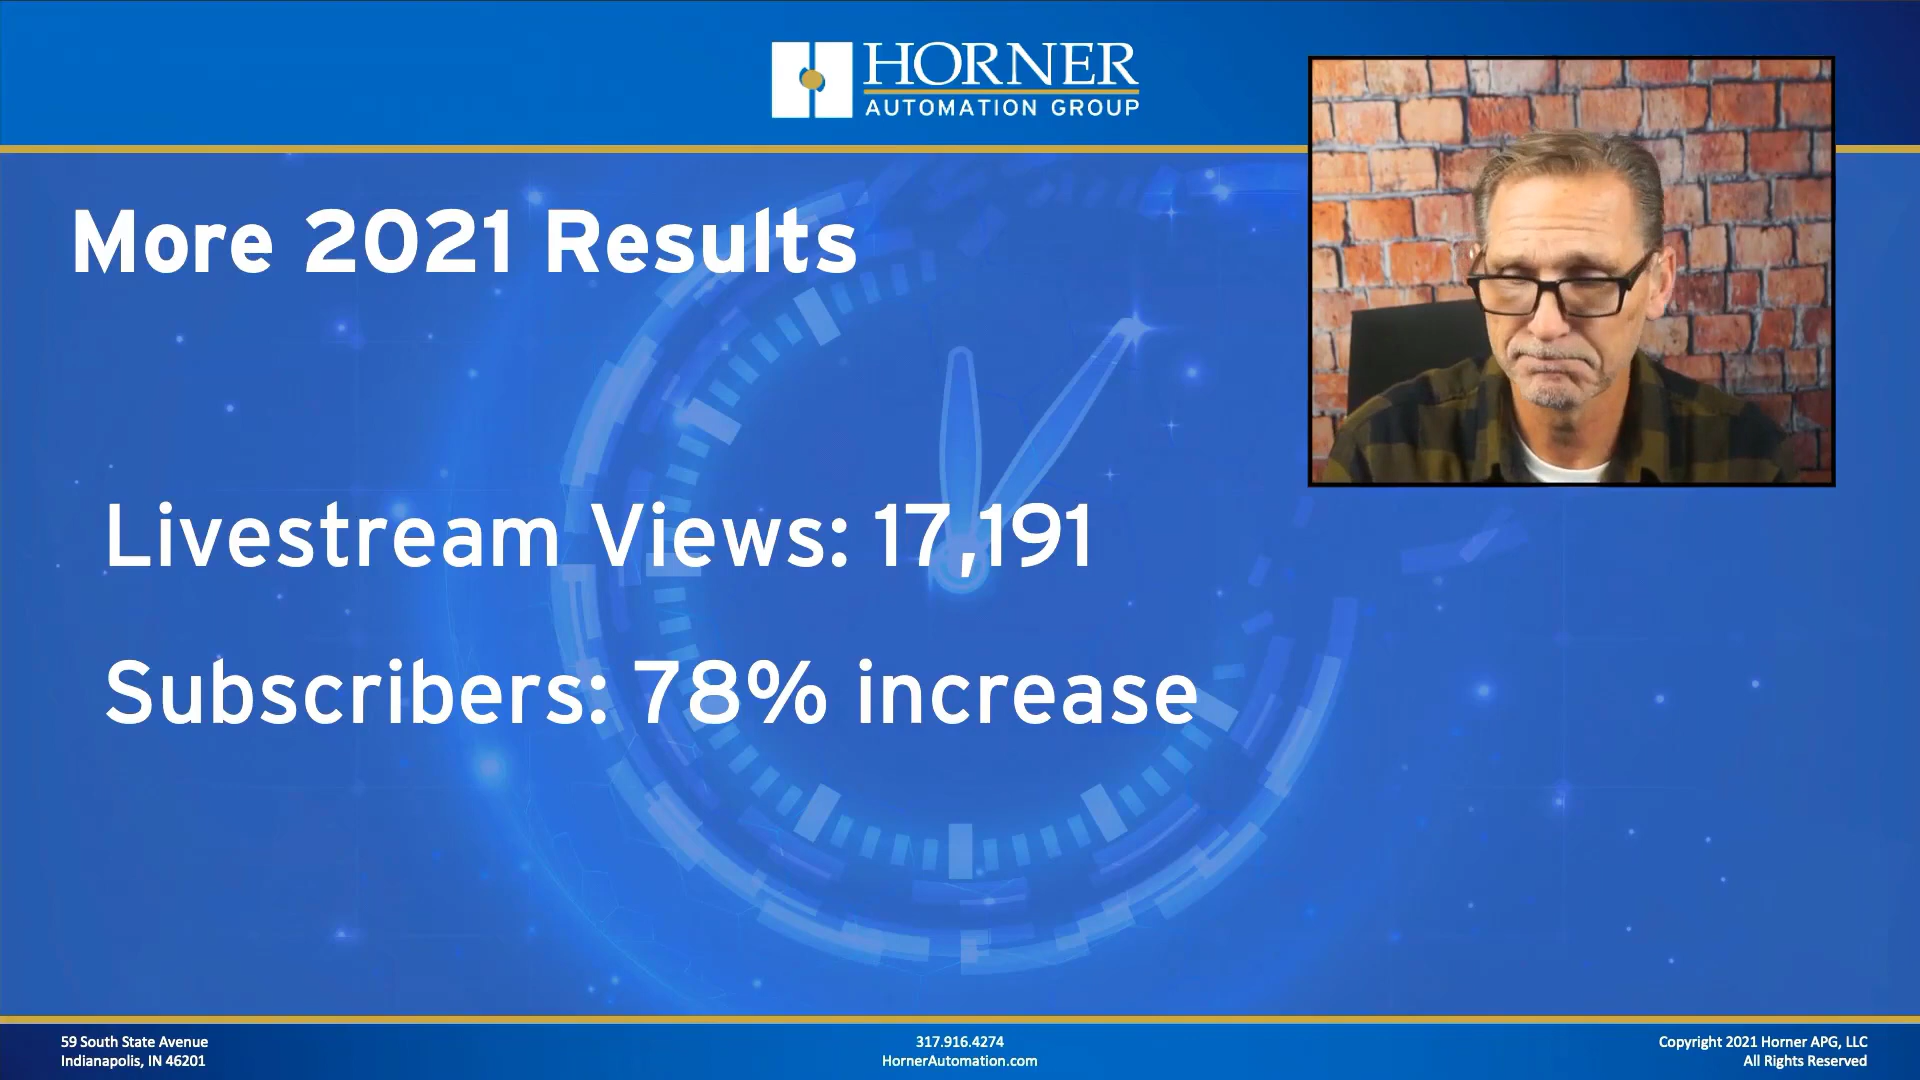 HORNER
AUTOMATION GROUP
More 2021 Results
Livestream Views: 17,191
Subscribers: 78% increase
59 South State Avenue
Indianapolis, IN 46201
317.916.4274
HornerAutomation.com
Copyright 2021 Horner APG, LLC
All Rights Reserved